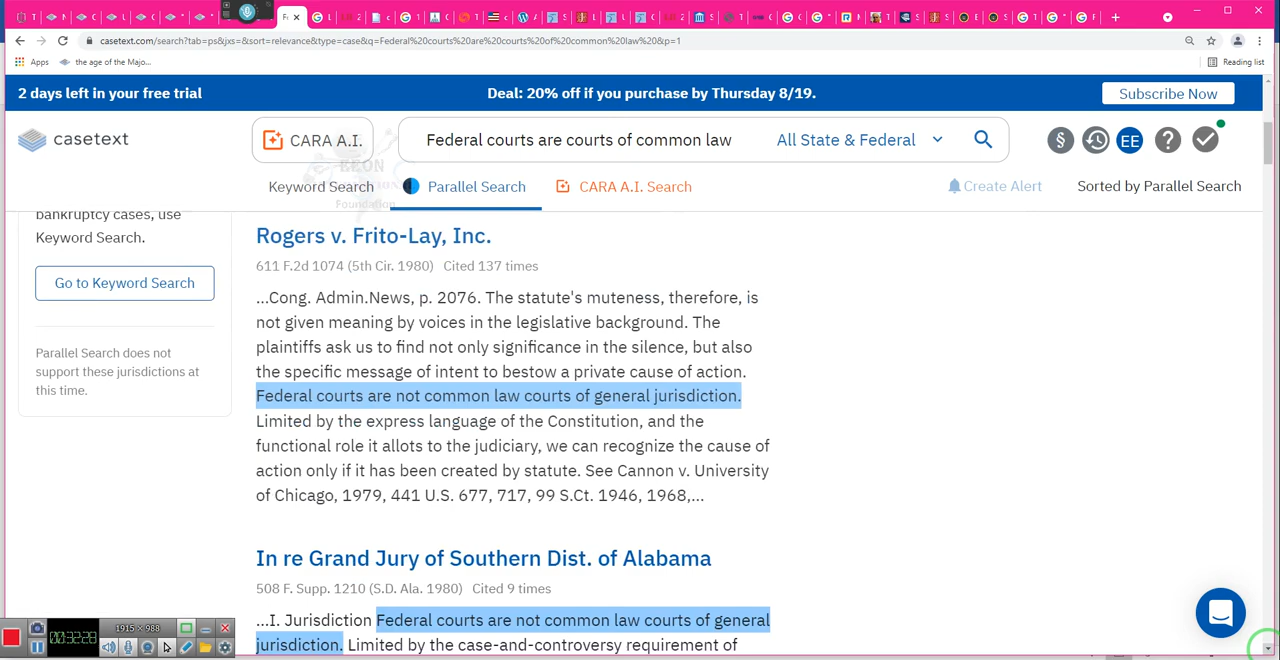 casetext.com/search?tab=ps&jxs=&sort=relevance&type=case&q=Federal%20courts%20are%20courts%20of%20common%20law%20&p=1
Apps the age of the Majo... Reading list
2 days left in your free trial Deal: 20% off if you purchase by Thursday 8/19. Subscribe Now
casetext CARA A.I. Federal courts are courts of common law All State & Federal § EE ?
Keyword Search Parallel Search CARA A.I. Search Create Alert Sorted by Parallel Search
Foundation
bankruptcy cases, use
Keyword Search.
Go to Keyword Search
Parallel Search does not
support these jurisdictions at
this time.
Rogers v. Frito-Lay, Inc.
611 F.2d 1074 (5th Cir. 1980) Cited 137 times
...Cong. Admin.News, p. 2076. The statute's muteness, therefore, is
not given meaning by voices in the legislative background. The
plaintiffs ask us to find not only significance in the silence, but also
the specific message of intent to bestow a private cause of action.
Federal courts are not common law courts of general jurisdiction.
Limited by the express language of the Constitution, and the
functional role it allots to the judiciary, we can recognize the cause of
action only if it has been created by statute. See Cannon v. University
of Chicago, 1979, 441 U.S. 677, 717, 99 S.Ct. 1946, 1968,...
In re Grand Jury of Southern Dist. of Alabama
508 F. Supp. 1210 (S.D. Ala. 1980) Cited 9 times
...I. Jurisdiction Federal courts are not common law courts of general
jurisdiction. Limited by the case-and-controversy requirement of
00:32:28 1915 x 988